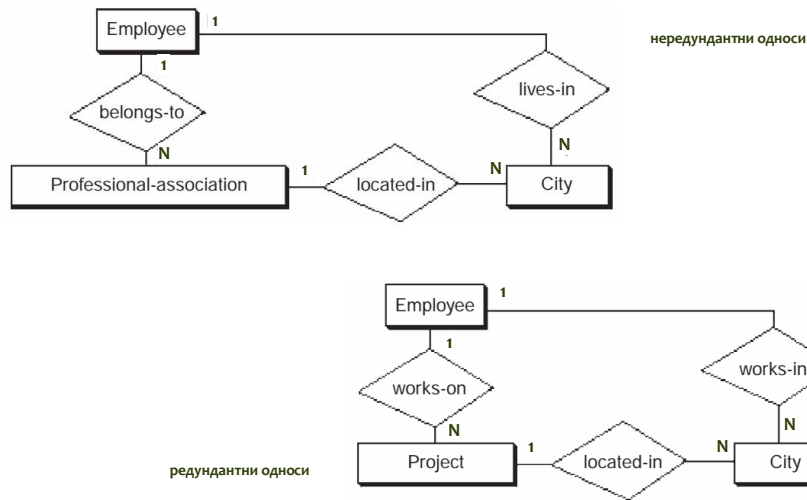 Employee
1
нередундантни односи
1
lives-in
belongs-to
N
N
Professional-association
1
located-in
N
City
Employee
1
1
works-in
works-on
N
N
Project
1
located-in
N
City
редундантни односи